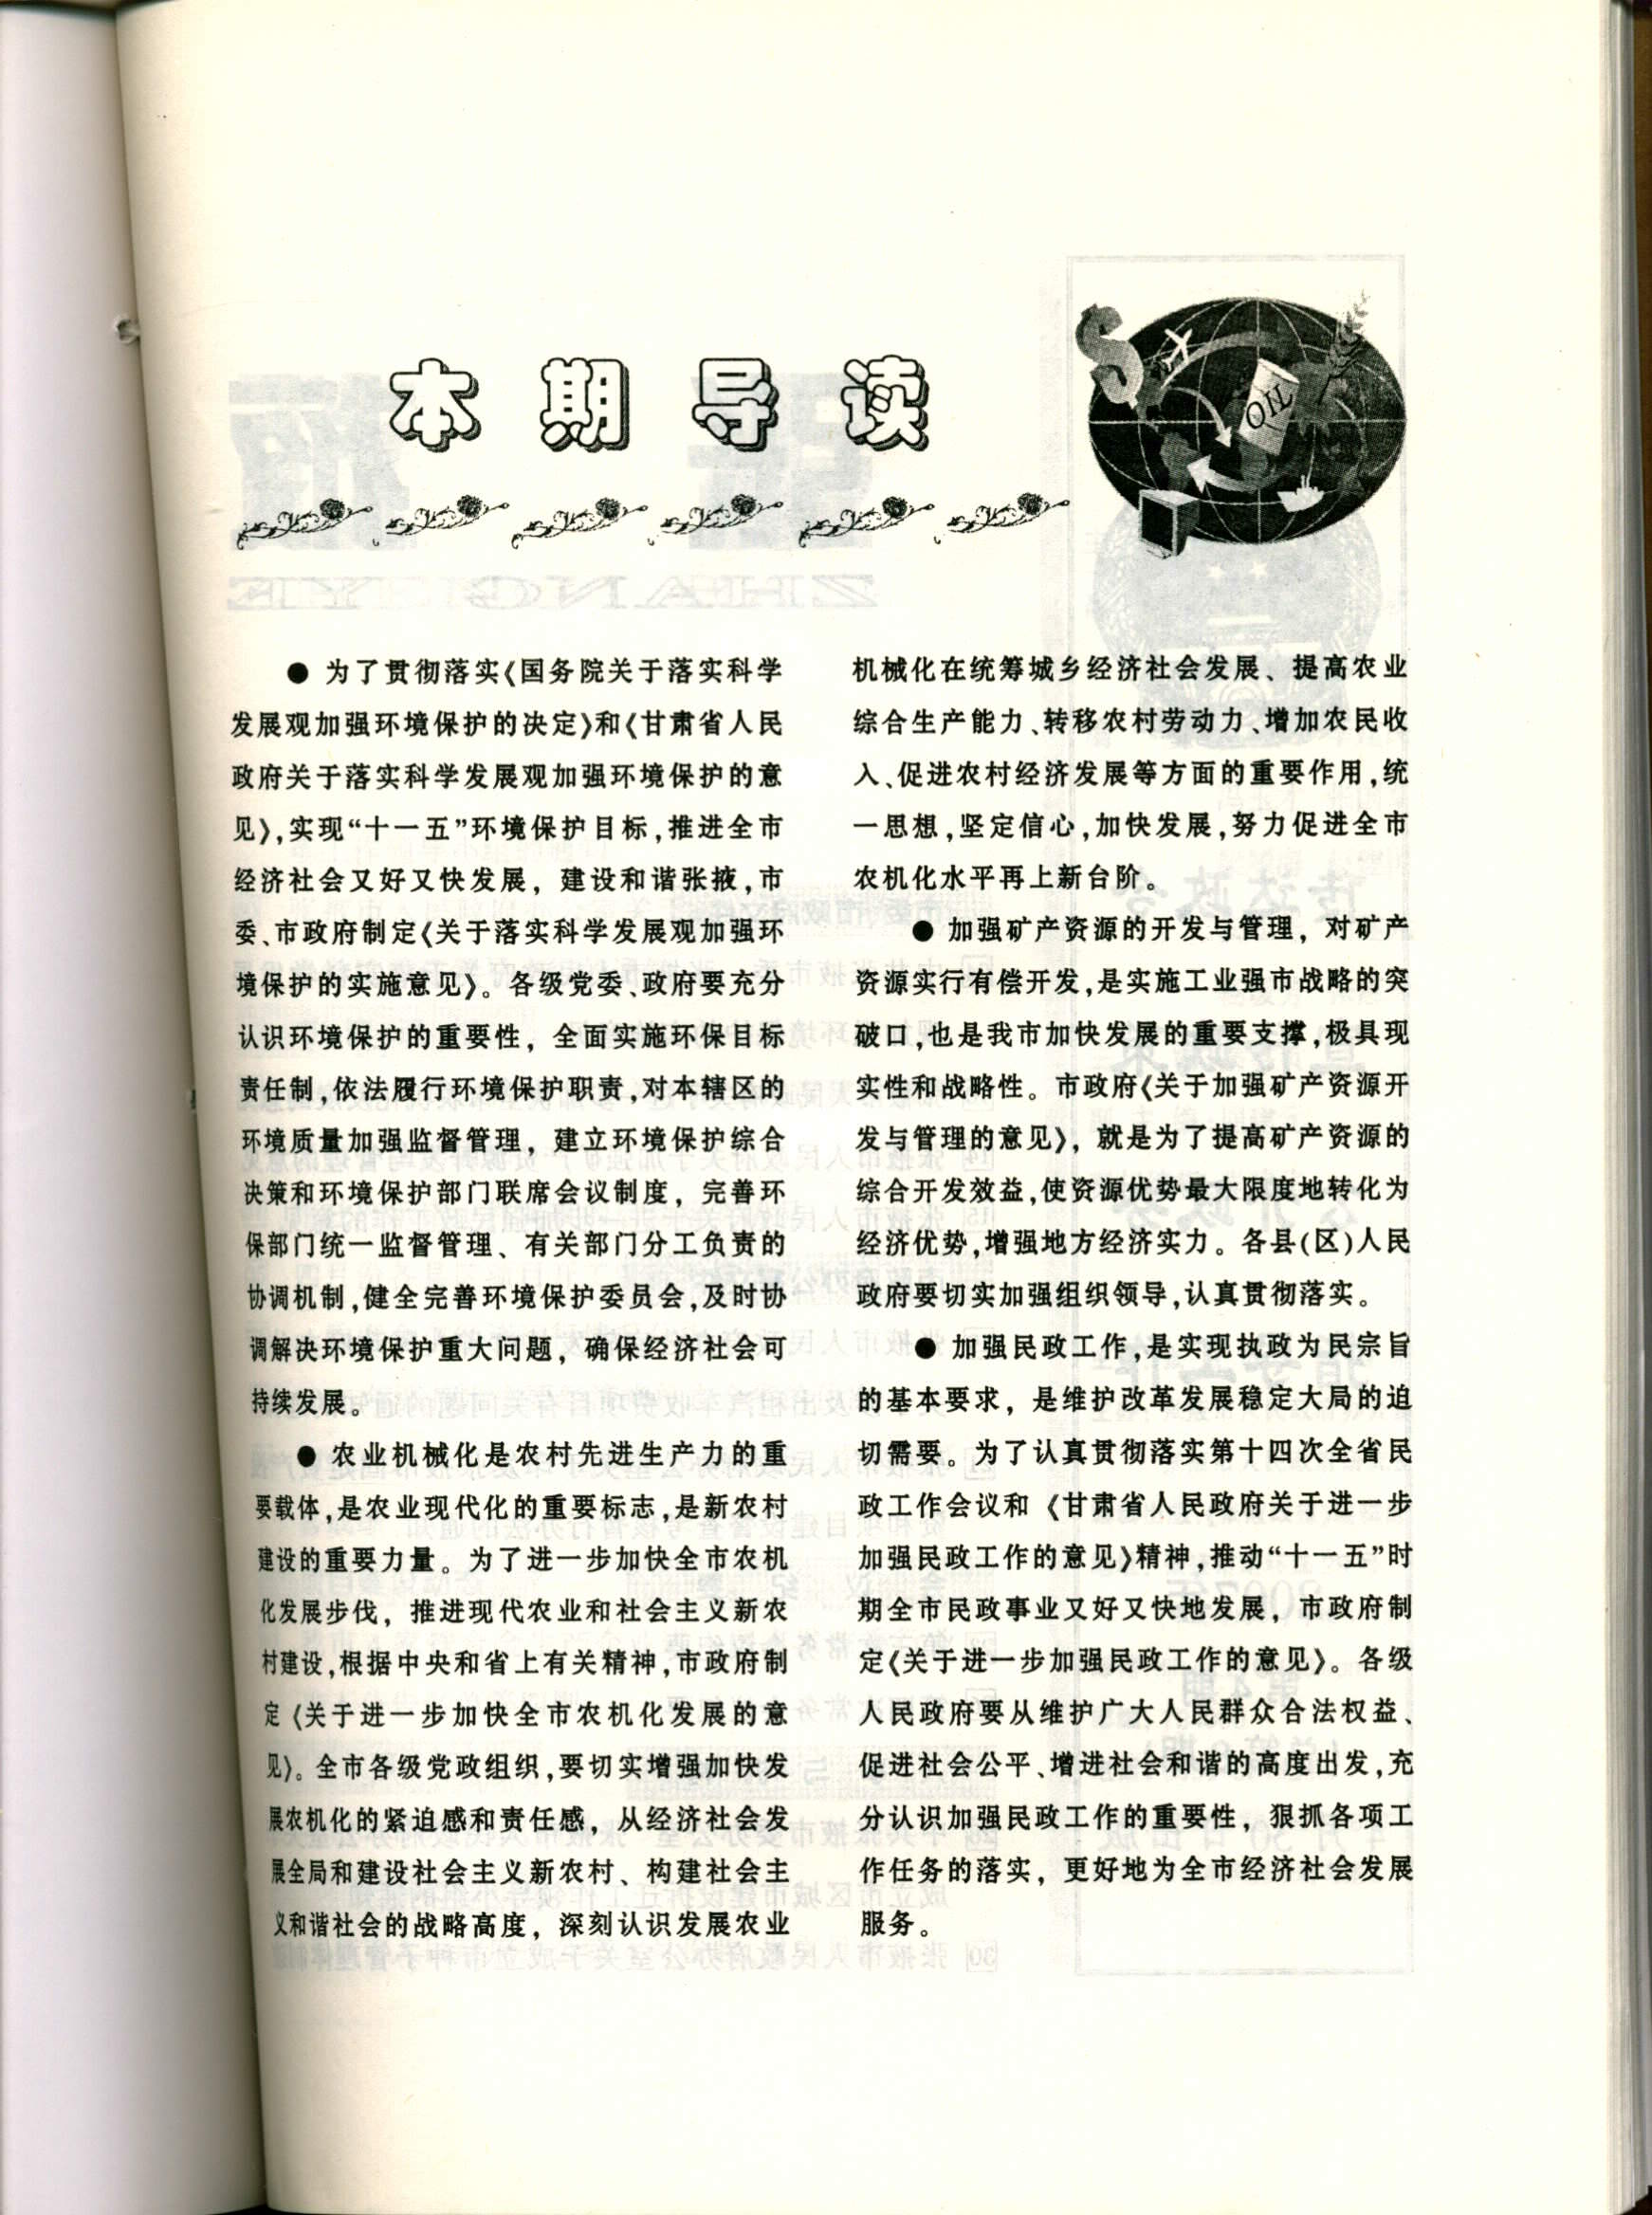 本期导读
OIL
● 为了贯彻落实《国务院关于落实科学
发展观加强环境保护的决定》和《甘肃省人民
政府关于落实科学发展观加强环境保护的意
见》,实现“十一五”环境保护目标,推进全市
经济社会又好又快发展，建设和谐张掖,市
委、市政府制定《关于落实科学发展观加强环
境保护的实施意见》。各级党委、政府要充分
认识环境保护的重要性，全面实施环保目标
责任制,依法履行环境保护职责,对本辖区的
环境质量加强监督管理，建立环境保护综合
决策和环境保护部门联席会议制度，完善环
保部门统一监督管理、有关部门分工负责的
协调机制,健全完善环境保护委员会,及时协
调解决环境保护重大问题，确保经济社会可
持续发展。
● 农业机械化是农村先进生产力的重
要载体,是农业现代化的重要标志,是新农村
建设的重要力量。为了进一步加快全市农机
化发展步伐，推进现代农业和社会主义新农
村建设,根据中央和省上有关精神,市政府制
定《关于进一步加快全市农机化发展的意
见》。全市各级党政组织,要切实增强加快发
展农机化的紧迫感和责任感，从经济社会发
展全局和建设社会主义新农村、构建社会主
义和谐社会的战略高度，深刻认识发展农业
机械化在统筹城乡经济社会发展、提高农业
综合生产能力、转移农村劳动力、增加农民收
入、促进农村经济发展等方面的重要作用,统
一思想,坚定信心,加快发展,努力促进全市
农机化水平再上新台阶。
● 加强矿产资源的开发与管理，对矿产
资源实行有偿开发,是实施工业强市战略的突
破口,也是我市加快发展的重要支撑,极具现
实性和战略性。市政府《关于加强矿产资源开
发与管理的意见》，就是为了提高矿产资源的
综合开发效益,使资源优势最大限度地转化为
经济优势,增强地方经济实力。各县(区)人民
政府要切实加强组织领导,认真贯彻落实。
● 加强民政工作,是实现执政为民宗旨
的基本要求，是维护改革发展稳定大局的迫
切需要。为了认真贯彻落实第十四次全省民
政工作会议和《甘肃省人民政府关于进一步
加强民政工作的意见》精神,推动“十一五”时
期全市民政事业又好又快地发展，市政府制
定《关于进一步加强民政工作的意见》。各级
人民政府要从维护广大人民群众合法权益、
促进社会公平、增进社会和谐的高度出发,充
分认识加强民政工作的重要性，狠抓各项工
作任务的落实，更好地为全市经济社会发展
服务。